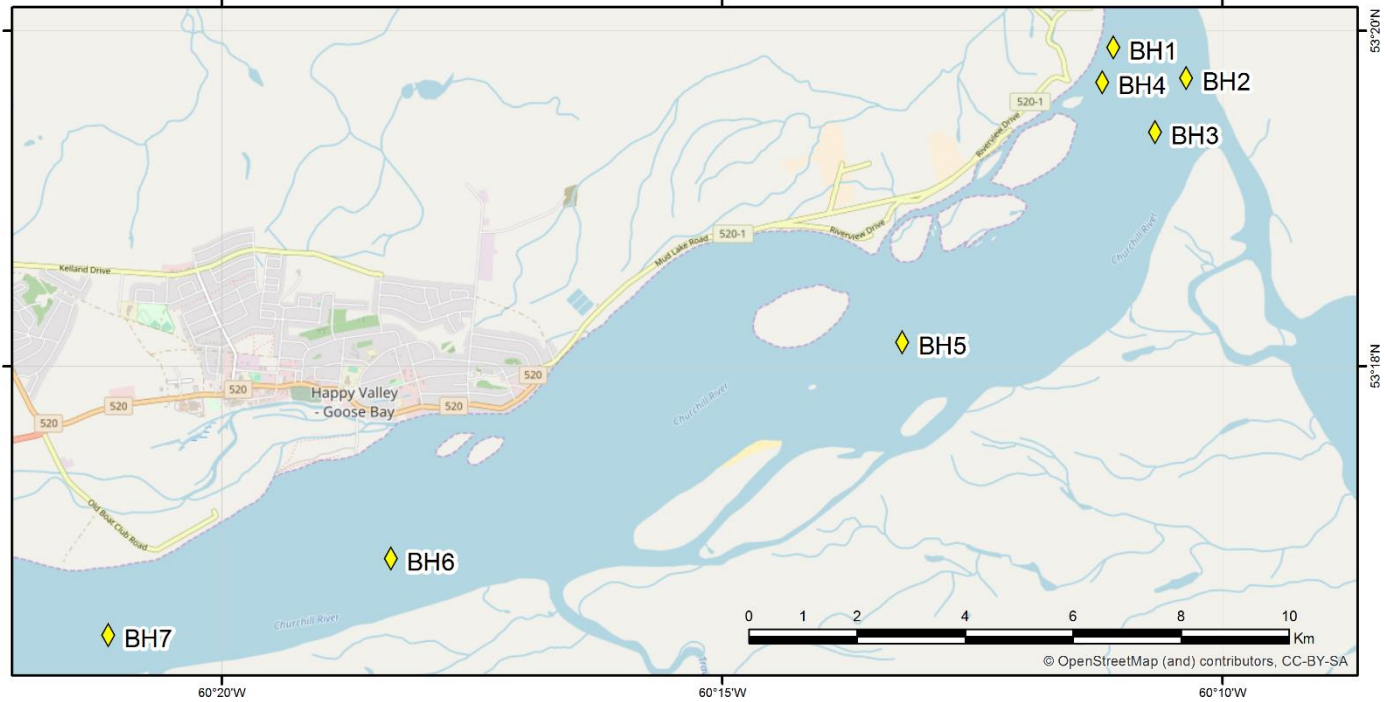 53°20'N
BH1
BH2
BH4
520-1
BH3
Riverview Drive
Churchill River
520-1
Riverview Drive
Mud Lake Road
Kelland Drive
BH5
53°18'N
520
520
Happy Valley
- Goose Bay
520
520
520
Churchill River
Old Boat Club Road
BH6
Churchill River
BH7
0 1 2 4 6 8 10
Km
© OpenStreetMap (and) contributors, CC-BY-SA
60°20'W
60°15'W
60°10'W